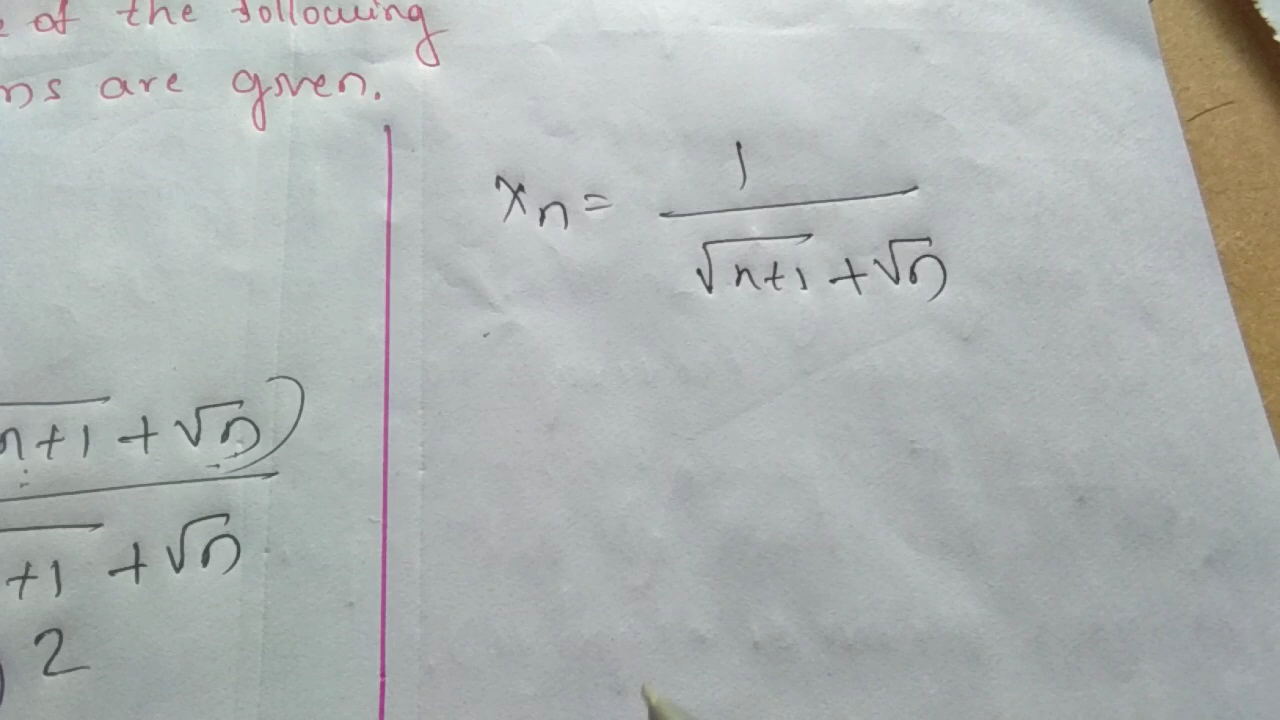 of the following
ns are given.
xn = 1 / √n+1 + √n
n+1 + √n)
+1 + √n
2